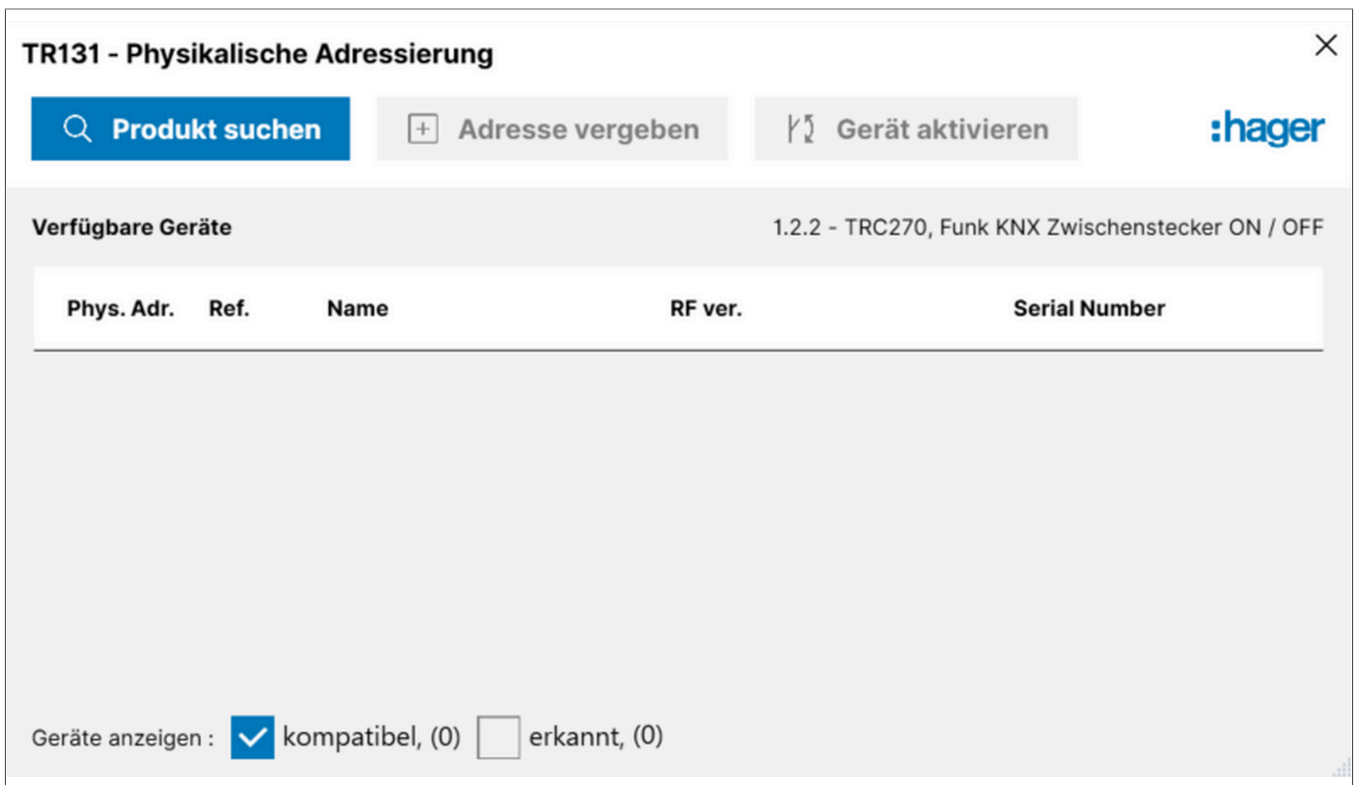 TR131 - Physikalische Adressierung
Produkt suchen Adresse vergeben Gerät aktivieren :hager
Verfügbare Geräte 1.2.2 - TRC270, Funk KNX Zwischenstecker ON / OFF
Phys. Adr. Ref. Name RF ver. Serial Number
Geräte anzeigen : kompatibel, (0) erkannt, (0)